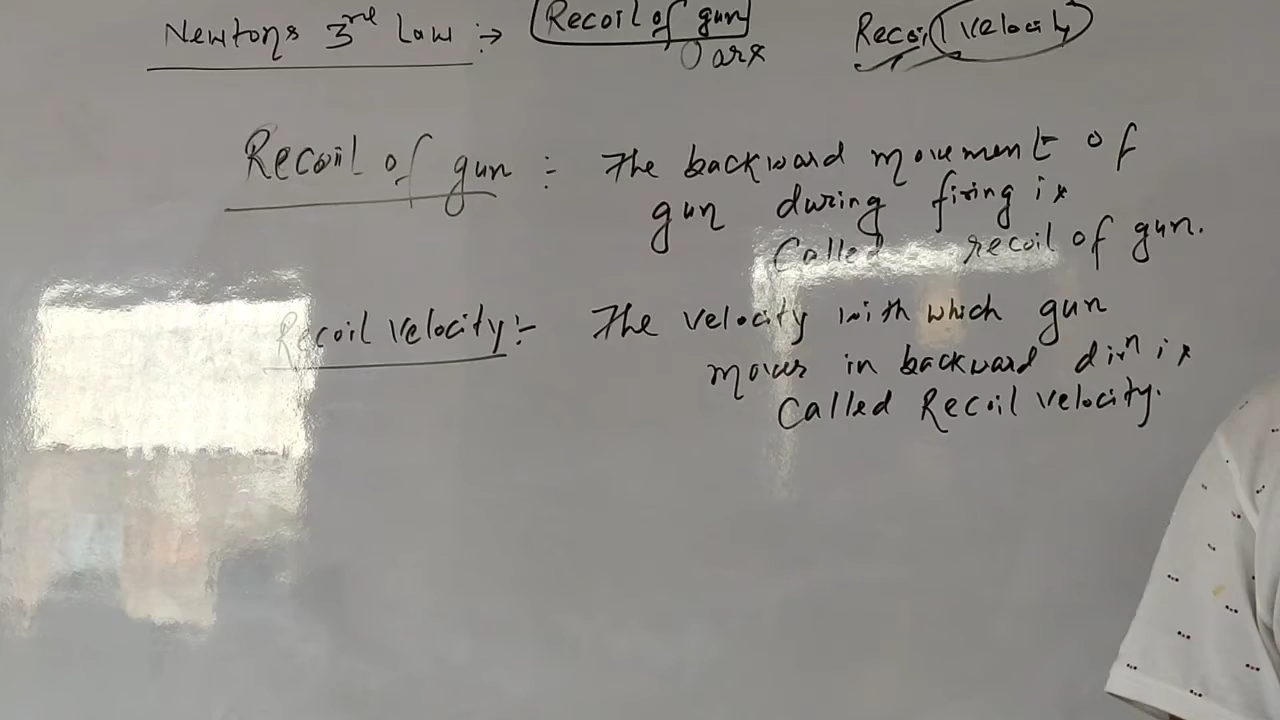 Newtons 3rd Law :→ Recoil of gun Recoil velocity
Recoil of gun :- The backward movement of
gun during firing is
Called recoil of gun.
Recoil velocity :- The velocity with which gun
moves in backward dirn is
Called Recoil velocity.